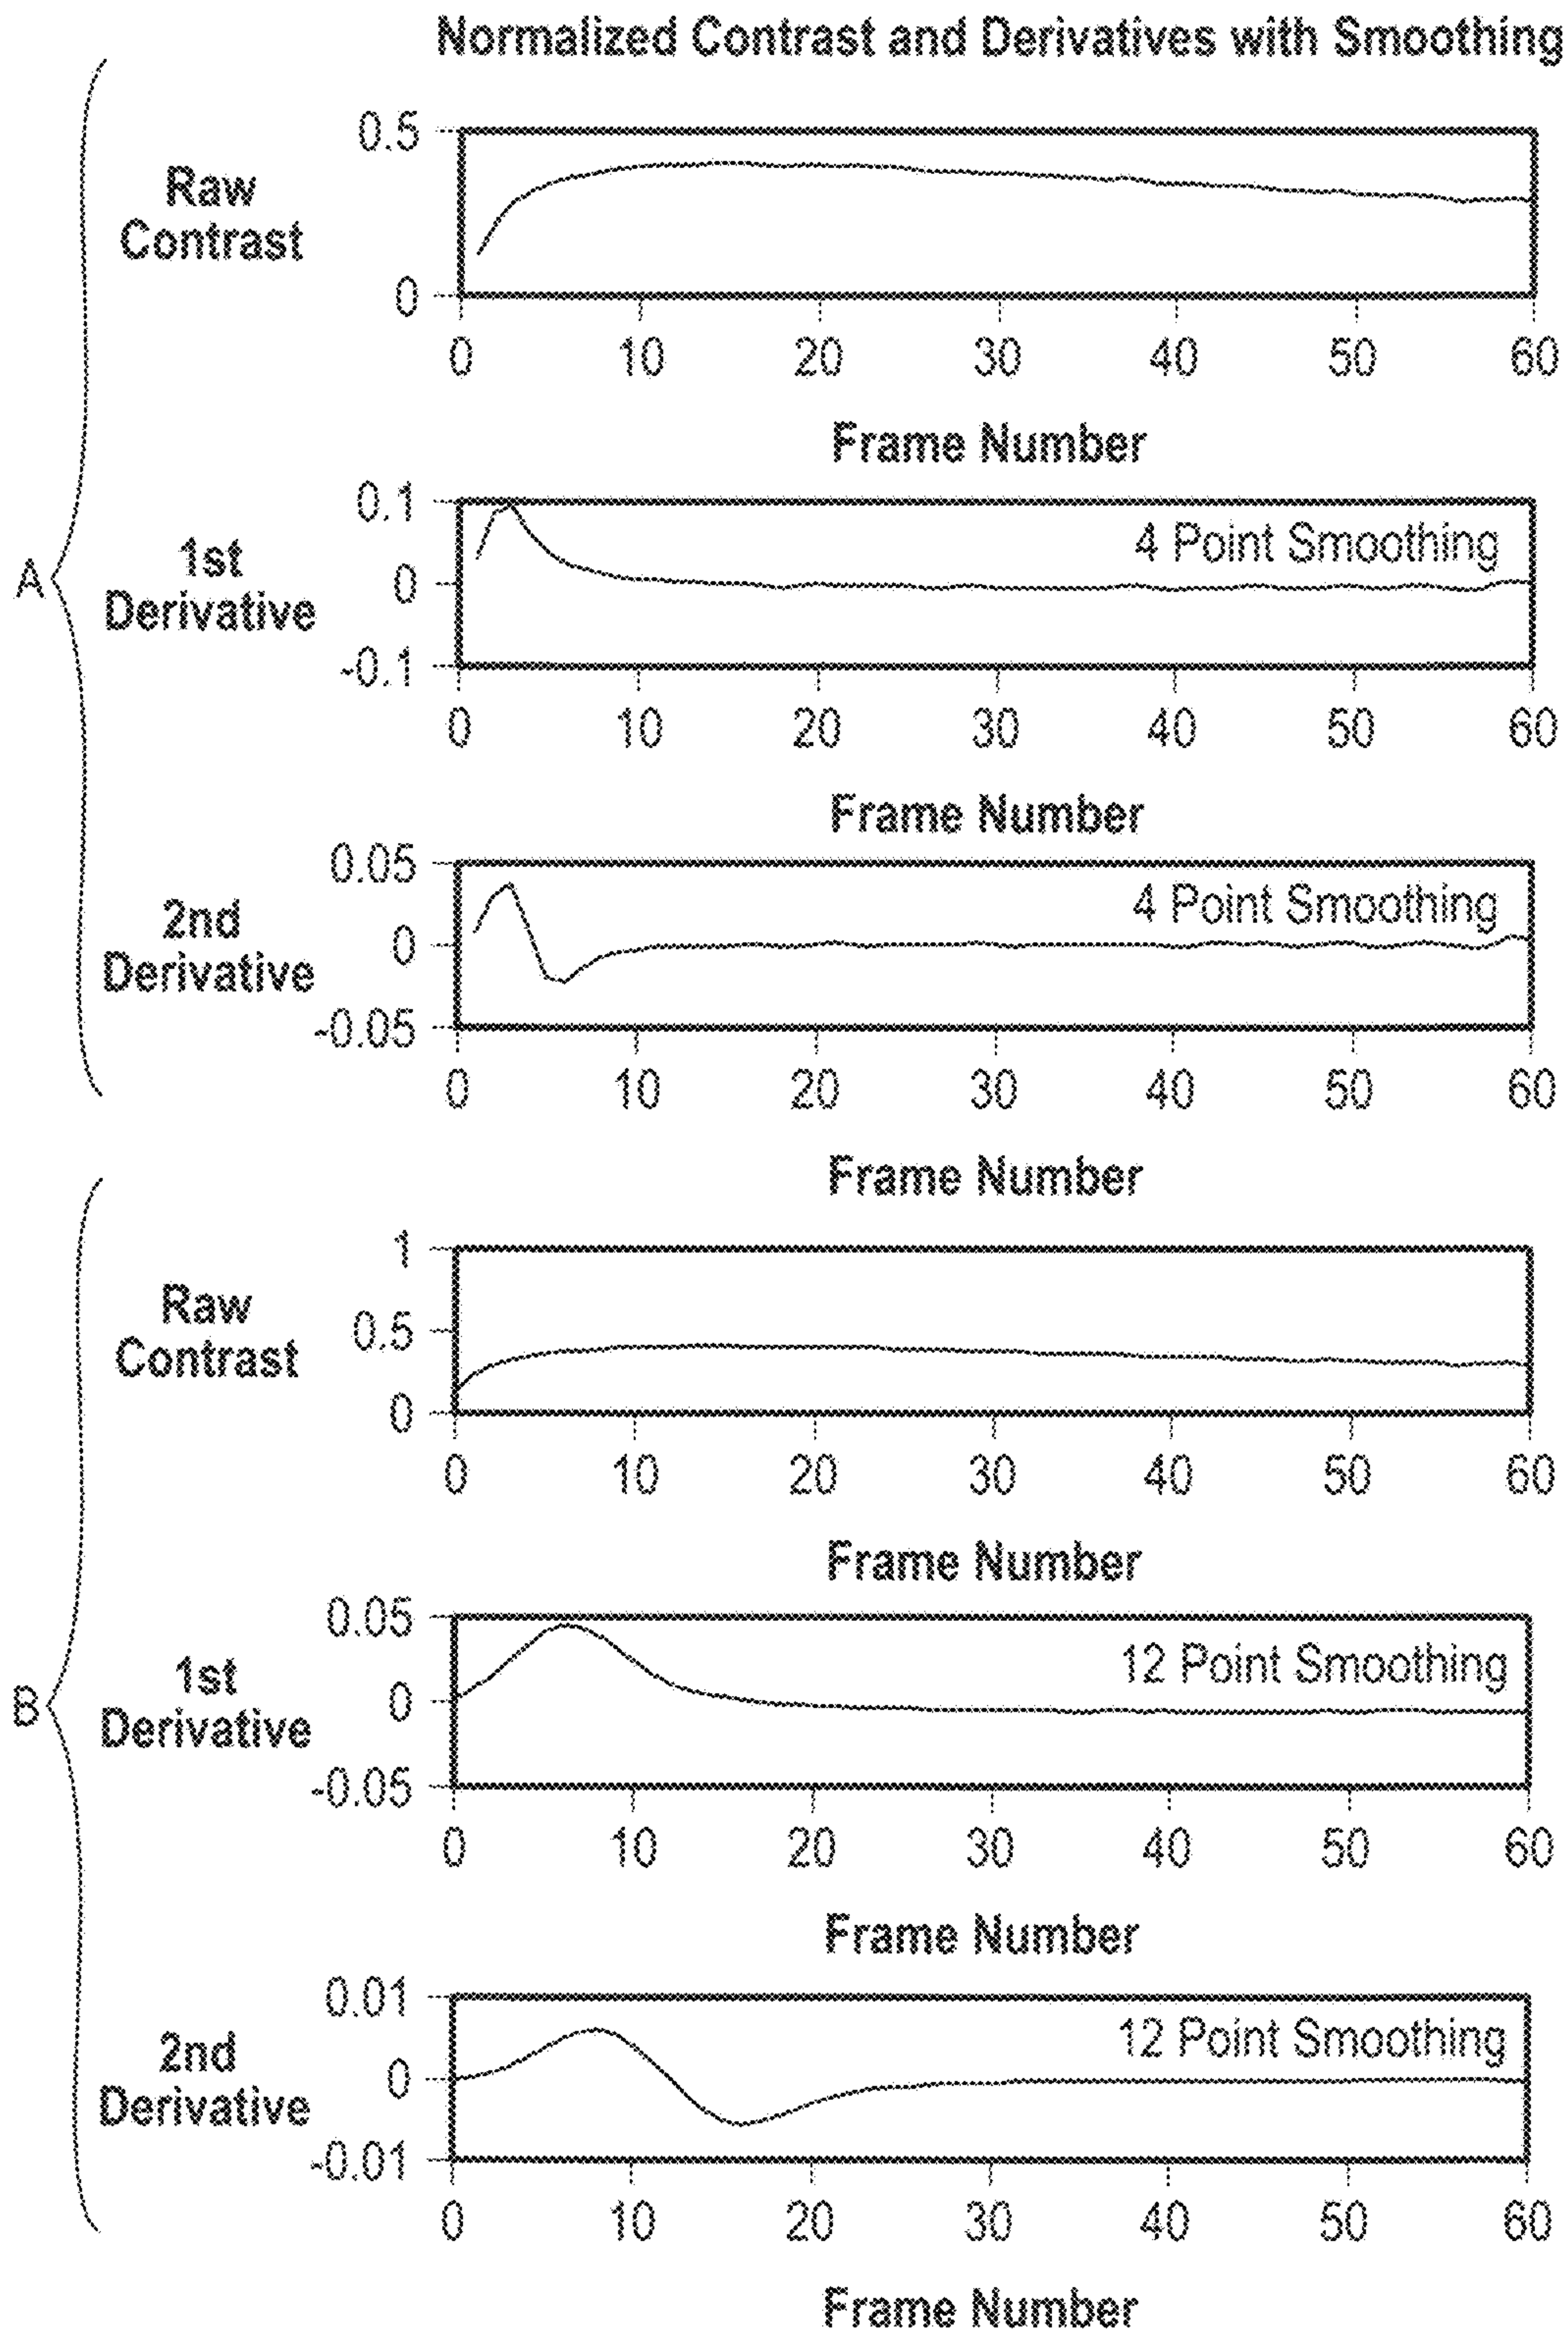 Normalized Contrast and Derivatives with Smoothing
A
Raw
Contrast
0.5
0
0 10 20 30 40 50 60
Frame Number
1st
Derivative
0.1
0
-0.1
4 Point Smoothing
0 10 20 30 40 50 60
Frame Number
2nd
Derivative
0.05
0
-0.05
4 Point Smoothing
0 10 20 30 40 50 60
Frame Number
B
Raw
Contrast
1
0.5
0
0 10 20 30 40 50 60
Frame Number
1st
Derivative
0.05
0
-0.05
12 Point Smoothing
0 10 20 30 40 50 60
Frame Number
2nd
Derivative
0.01
0
-0.01
12 Point Smoothing
0 10 20 30 40 50 60
Frame Number